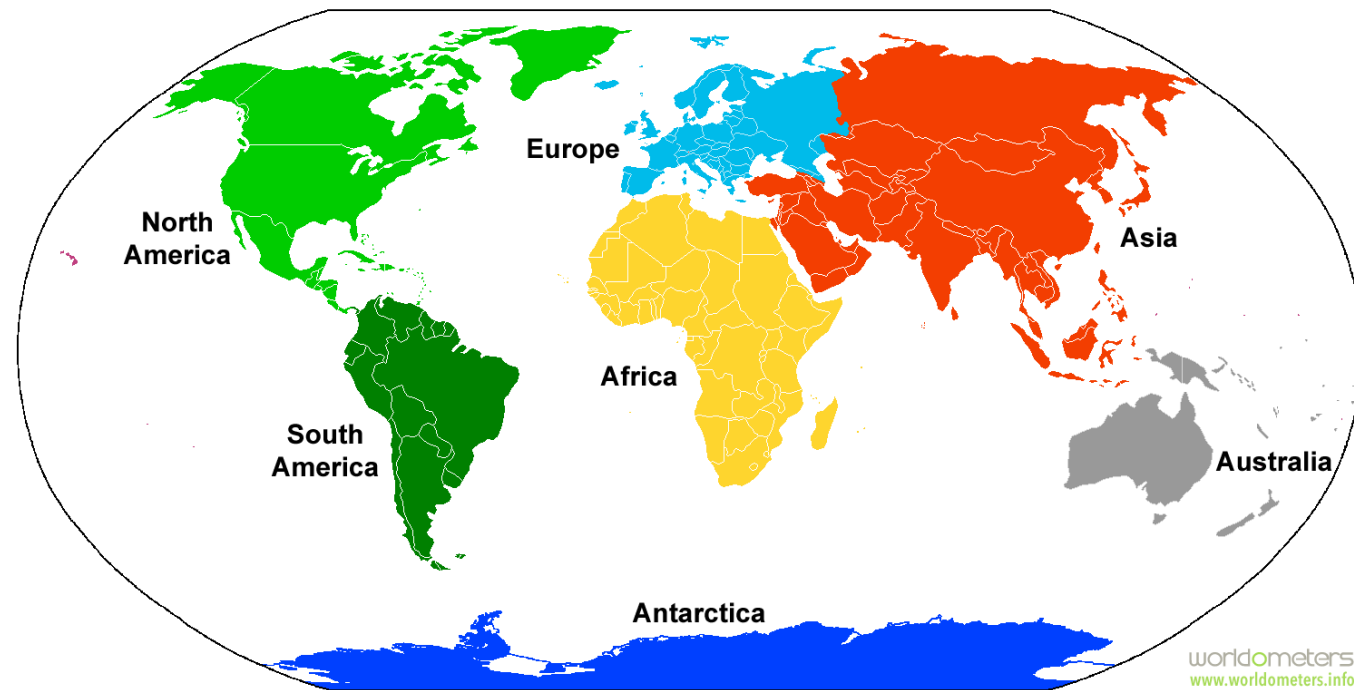 Europe
North
America
Asia
Africa
South
America
Australia
Antarctica
worldometers
www.worldometers.info